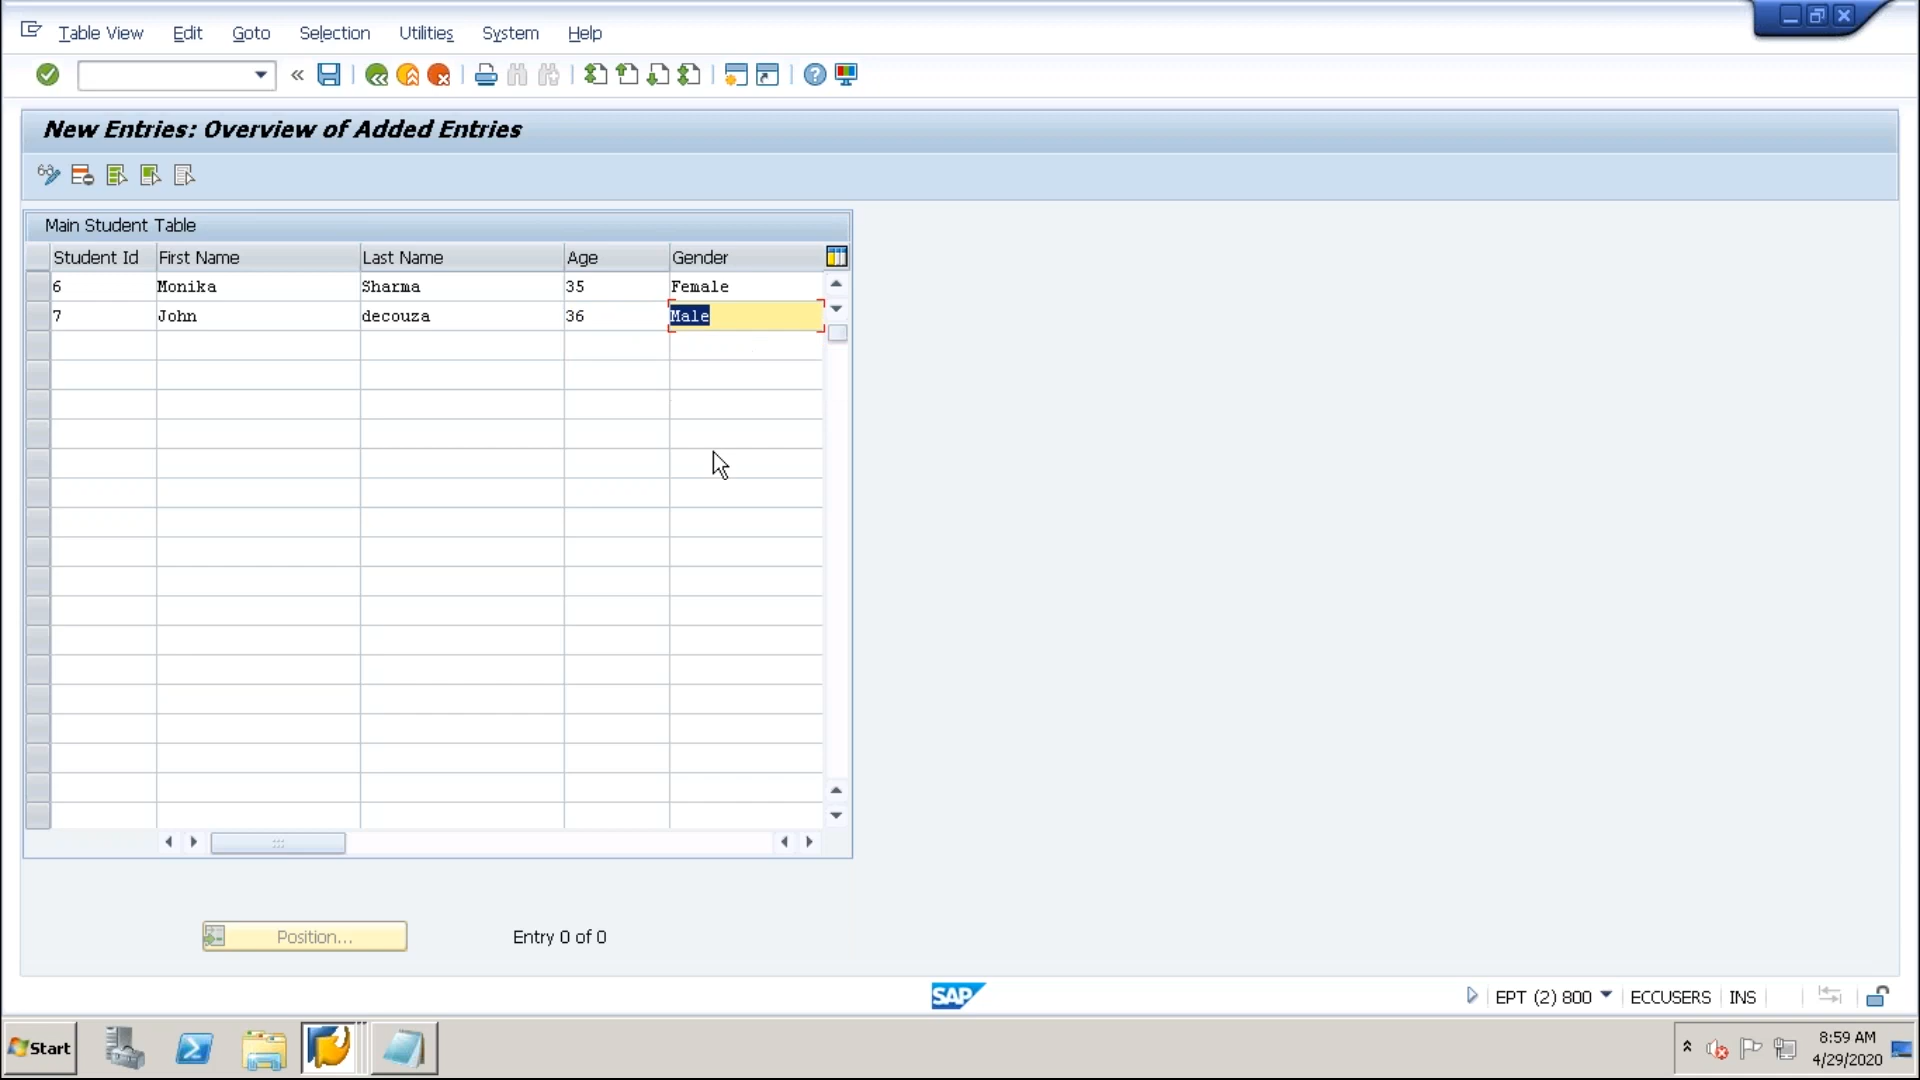 Table View Edit Goto Selection Utilities System Help
New Entries: Overview of Added Entries
Main Student Table
Student Id First Name Last Name Age Gender
6 Monika Sharma 35 Female
7 John decouza 36 Male
Position... Entry 0 of 0
SAP EPT (2) 800 ECCUSERS INS
Start 8:59 AM
4/29/2020